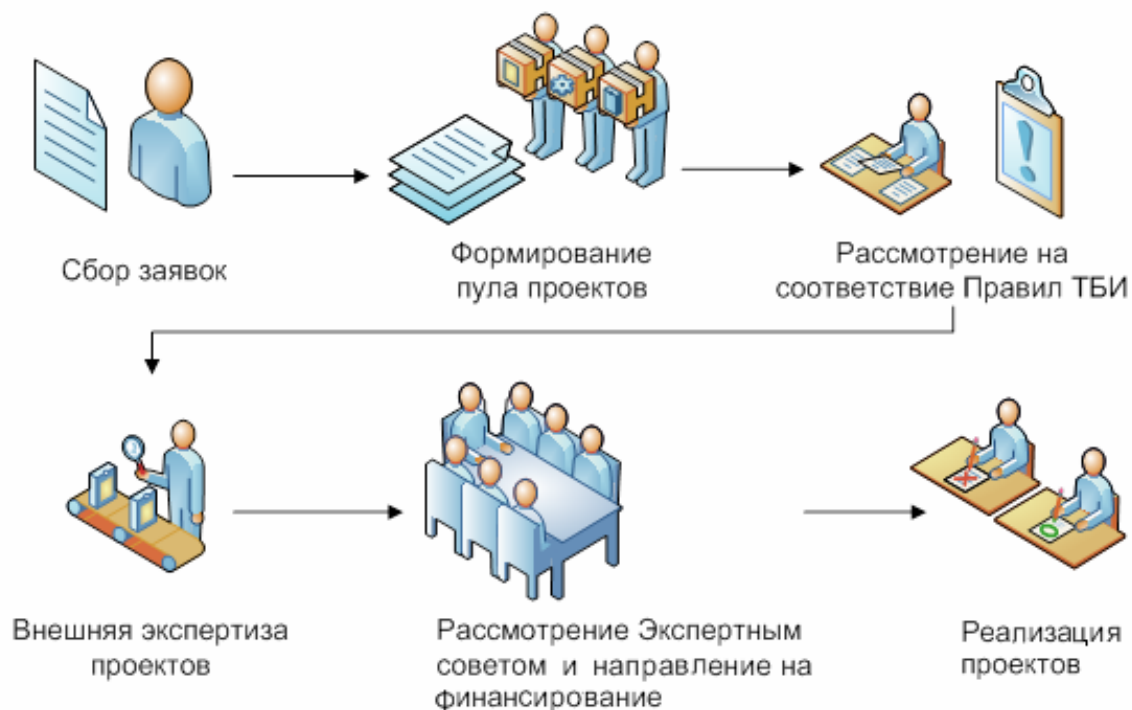 Сбор заявок
Формирование
пула проектов
Рассмотрение на
соответствие Правил ТБИ
Внешняя экспертиза
проектов
Рассмотрение Экспертным
советом и направление на
финансирование
Реализация
проектов